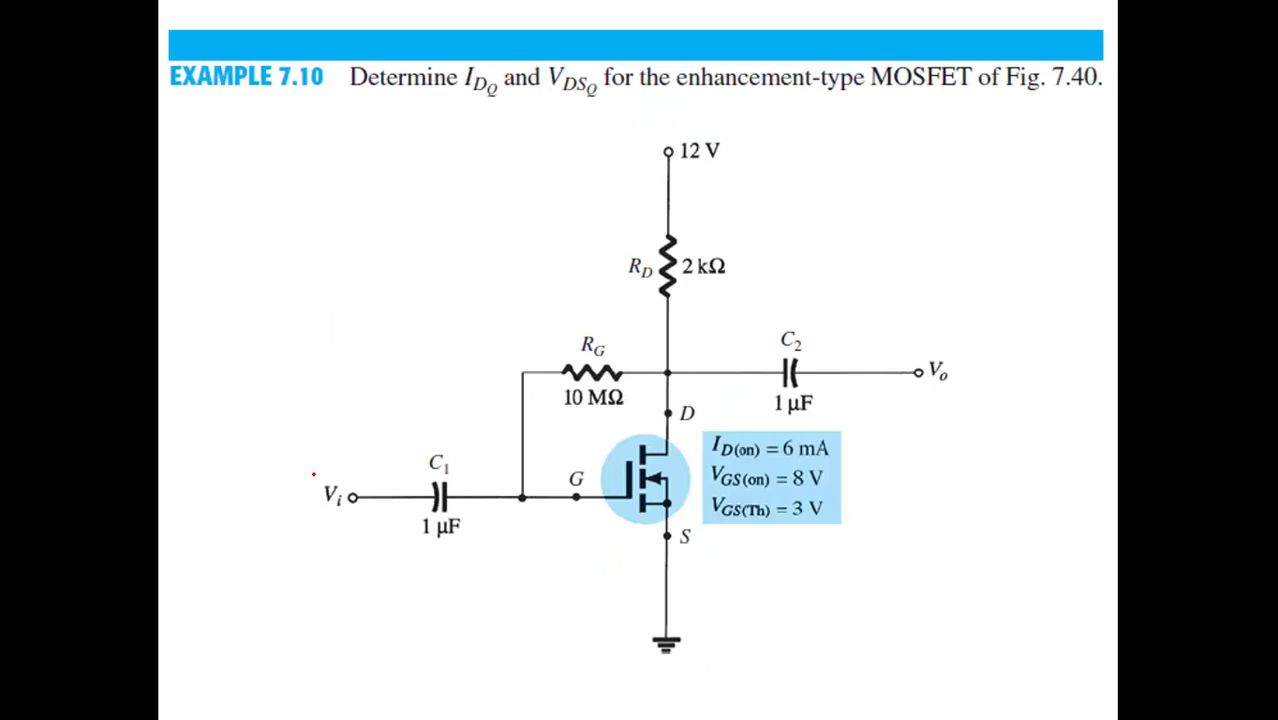 EXAMPLE 7.10 Determine I_DQ and V_DSQ for the enhancement-type MOSFET of Fig. 7.40.
12 V
R_D 2 kΩ
R_G
10 MΩ
C_2
1 μF
V_o
D
I_D(on) = 6 mA
V_GS(on) = 8 V
V_GS(Th) = 3 V
C_1
1 μF
V_i
G
S